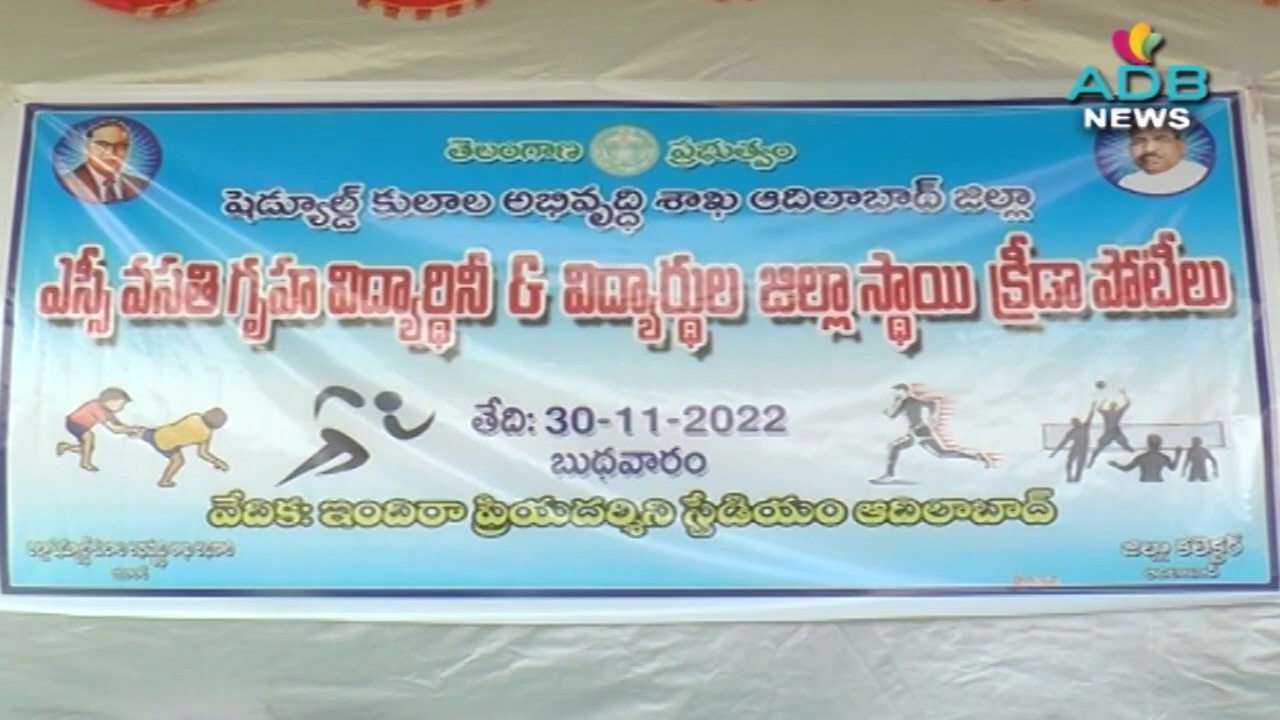 ADB
NEWS
తెలంగాణ ప్రభుత్వం
షెడ్యూల్డ్ కులాల అభివృద్ధి శాఖ ఆదిలాబాద్ జిల్లా
ఎస్సీ వసతి గృహ విద్యార్థినీ & విద్యార్థుల జిల్లా స్థాయి క్రీడా పోటీలు
తేది: 30-11-2022
బుధవారం
వేదిక: ఇందిరా ప్రియదర్శిని స్టేడియం ఆదిలాబాద్
జిల్లా కలెక్టర్